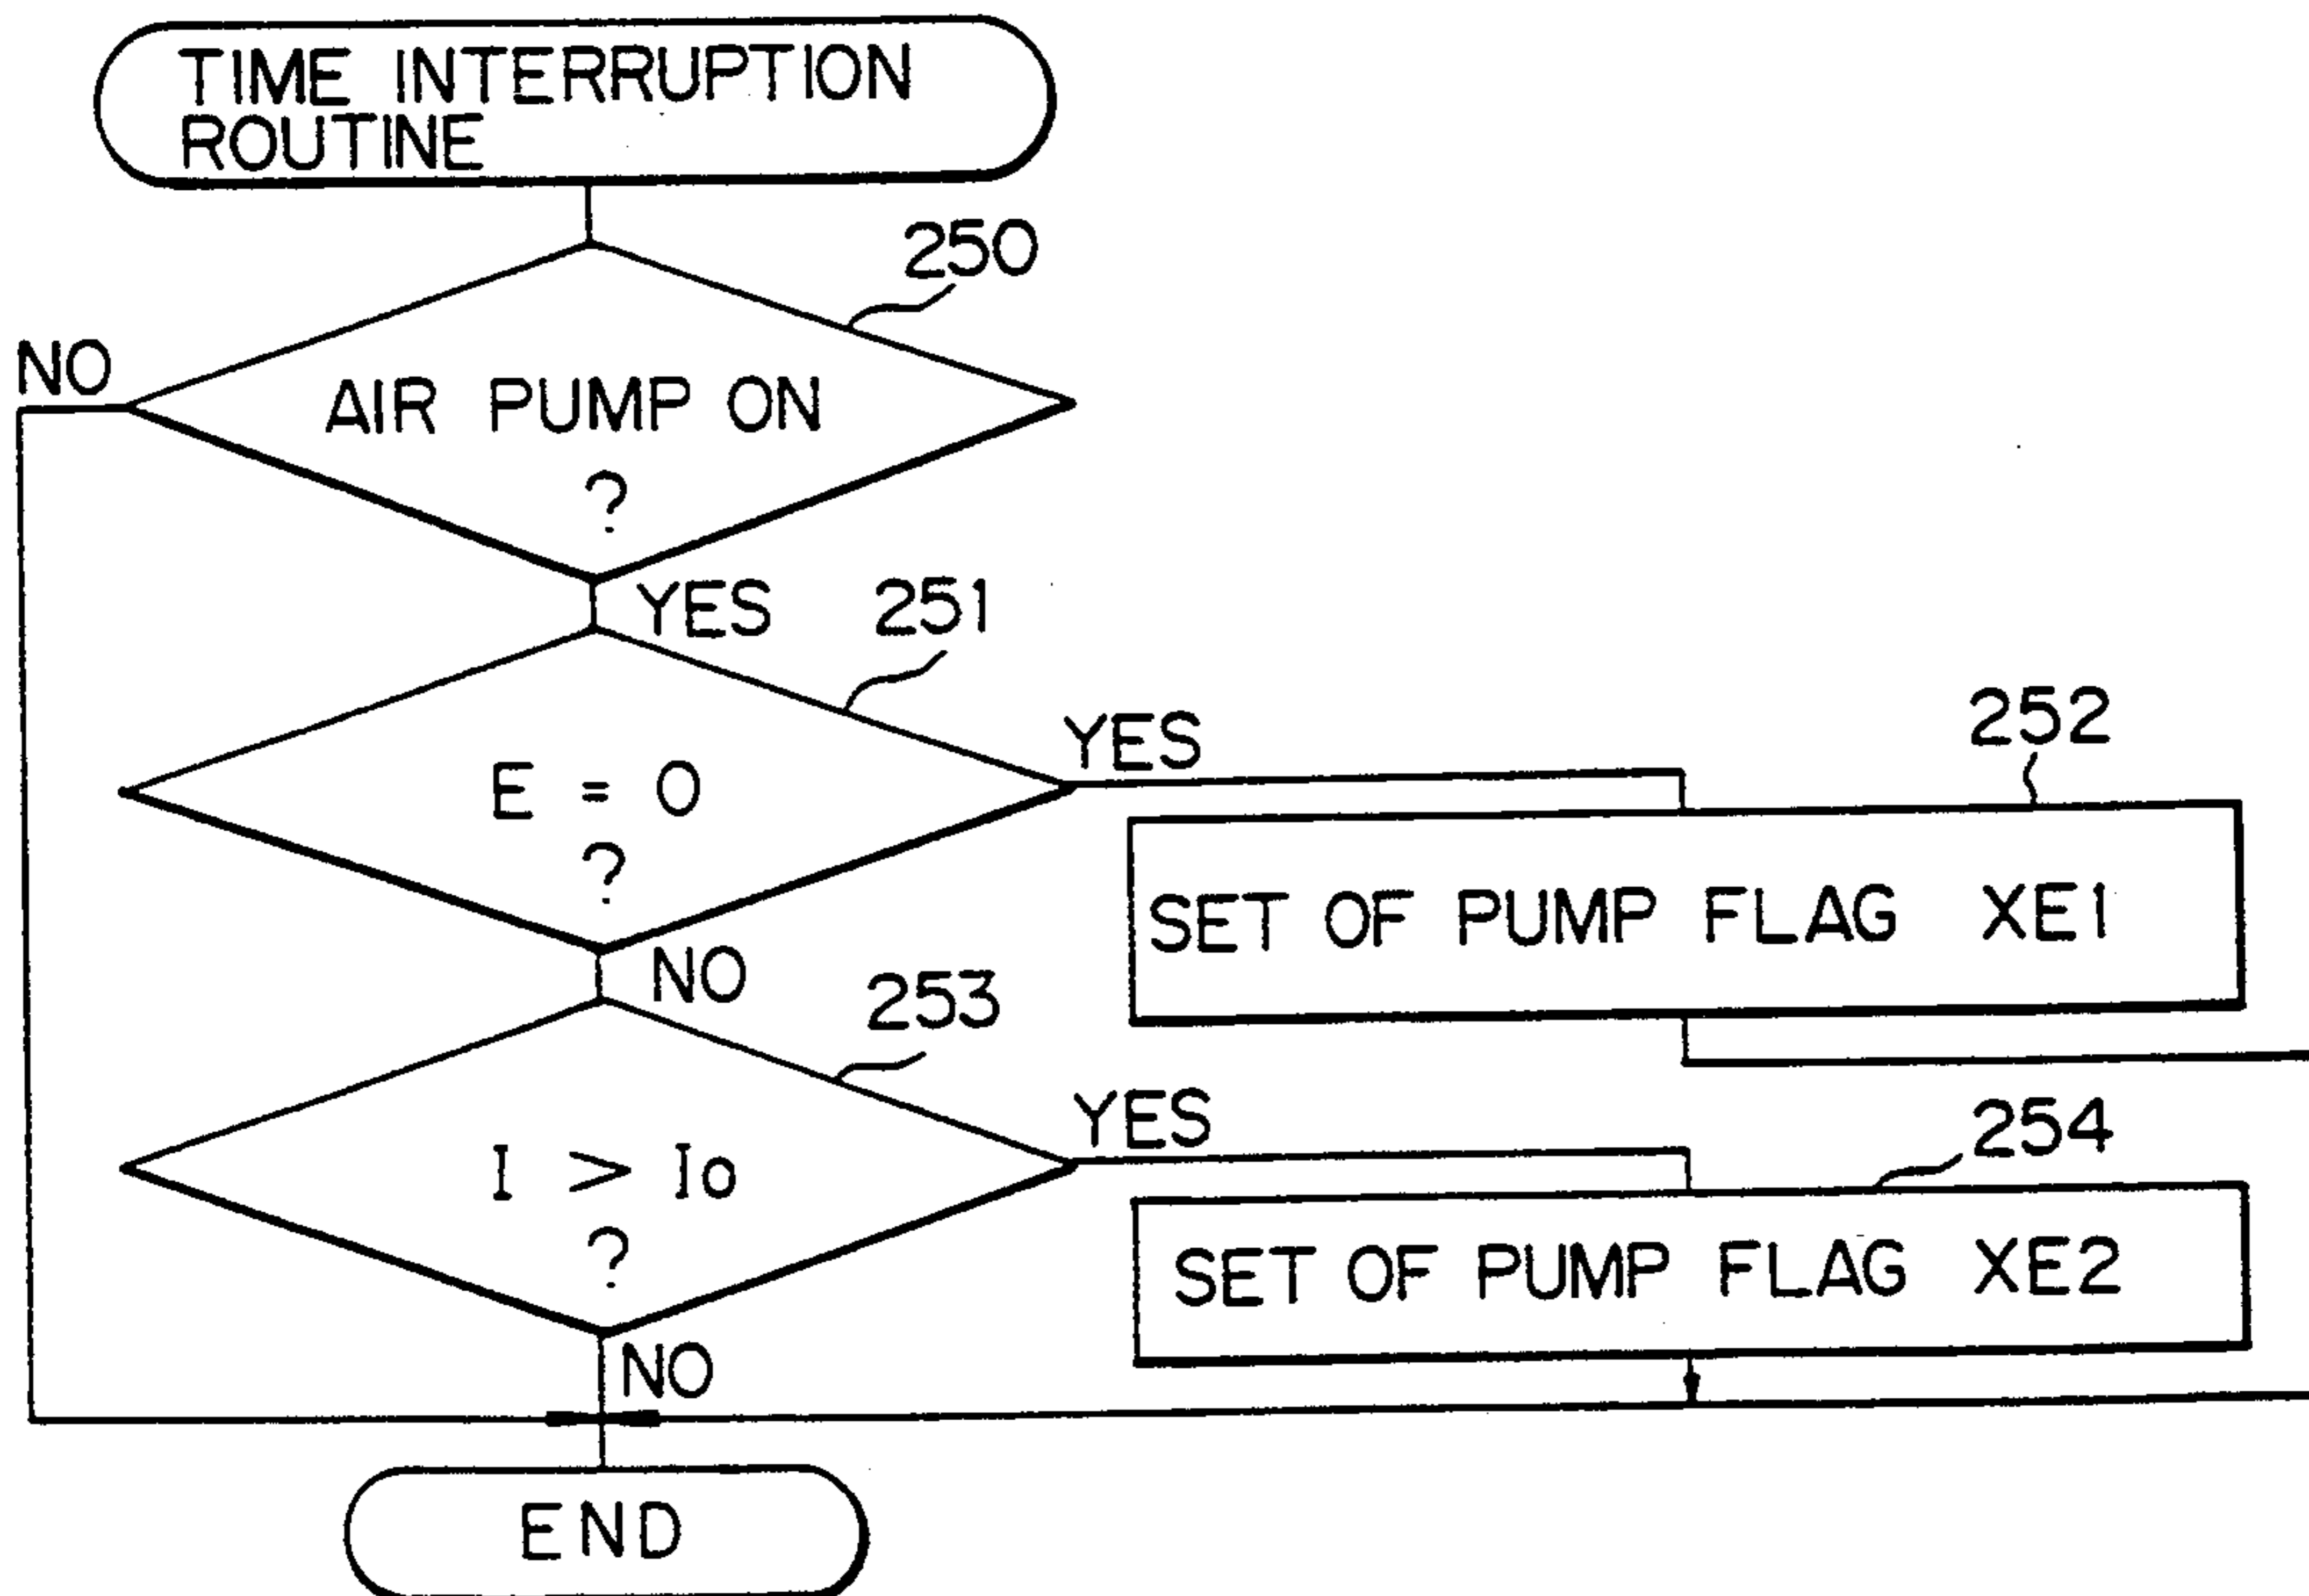 TIME INTERRUPTION
ROUTINE
250
NO
AIR PUMP ON
?
YES
251
YES
252
E = 0
?
SET OF PUMP FLAG XE1
NO
253
YES
254
I > Io
?
SET OF PUMP FLAG XE2
NO
END